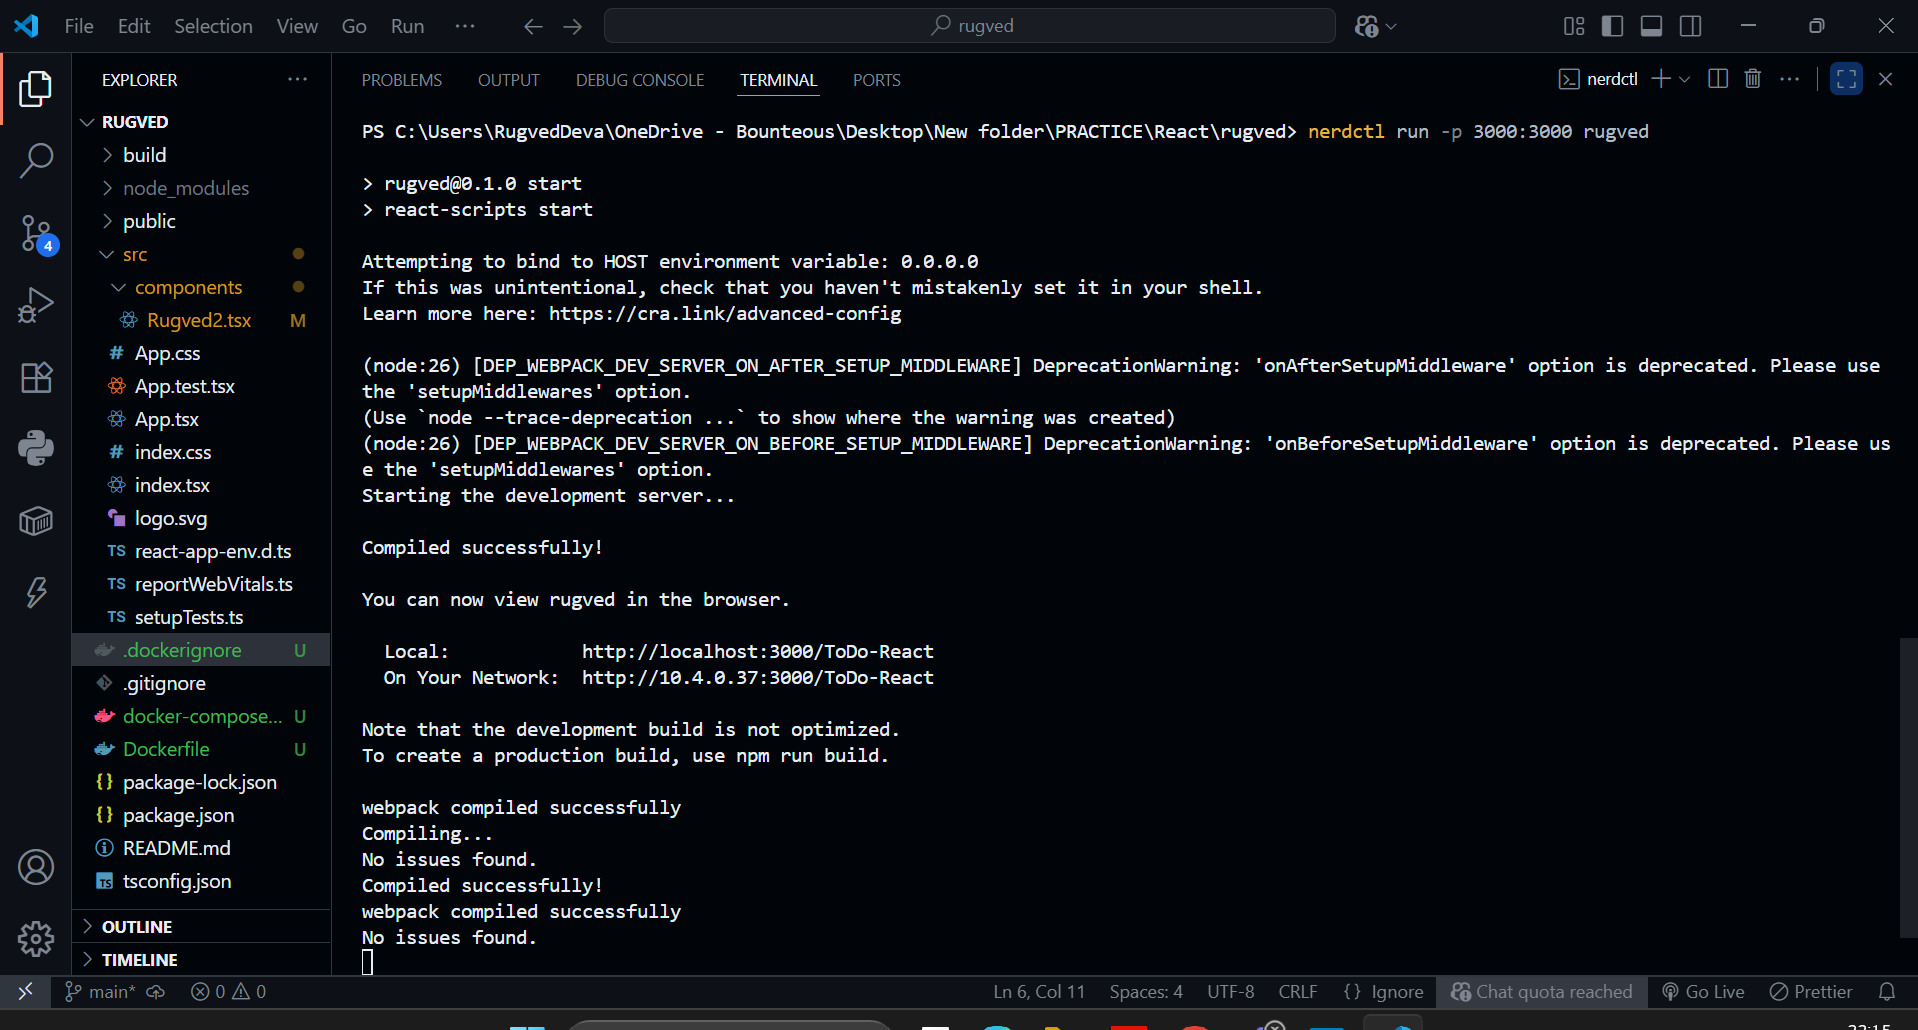 File Edit Selection View Go Run ··· rugved
EXPLORER ···
PROBLEMS OUTPUT DEBUG CONSOLE TERMINAL PORTS nerdctl
RUGVED
build
node_modules
public
src
components
Rugved2.tsx M
App.css
App.test.tsx
App.tsx
index.css
index.tsx
logo.svg
TS react-app-env.d.ts
TS reportWebVitals.ts
TS setupTests.ts
.dockerignore U
.gitignore
docker-compose... U
Dockerfile U
package-lock.json
package.json
README.md
tsconfig.json
OUTLINE
TIMELINE
4
PS C:\Users\RugvedDeva\OneDrive - Bounteous\Desktop\New folder\PRACTICE\React\rugved> nerdctl run -p 3000:3000 rugved
> rugved@0.1.0 start
> react-scripts start
Attempting to bind to HOST environment variable: 0.0.0.0
If this was unintentional, check that you haven't mistakenly set it in your shell.
Learn more here: https://cra.link/advanced-config
(node:26) [DEP_WEBPACK_DEV_SERVER_ON_AFTER_SETUP_MIDDLEWARE] DeprecationWarning: 'onAfterSetupMiddleware' option is deprecated. Please use
the 'setupMiddlewares' option.
(Use `node --trace-deprecation ...` to show where the warning was created)
(node:26) [DEP_WEBPACK_DEV_SERVER_ON_BEFORE_SETUP_MIDDLEWARE] DeprecationWarning: 'onBeforeSetupMiddleware' option is deprecated. Please us
e the 'setupMiddlewares' option.
Starting the development server...
Compiled successfully!
You can now view rugved in the browser.
Local: http://localhost:3000/ToDo-React
On Your Network: http://10.4.0.37:3000/ToDo-React
Note that the development build is not optimized.
To create a production build, use npm run build.
webpack compiled successfully
Compiling...
No issues found.
Compiled successfully!
webpack compiled successfully
No issues found.
main* 0 0 Ln 6, Col 11 Spaces: 4 UTF-8 CRLF {} Ignore Chat quota reached Go Live Prettier